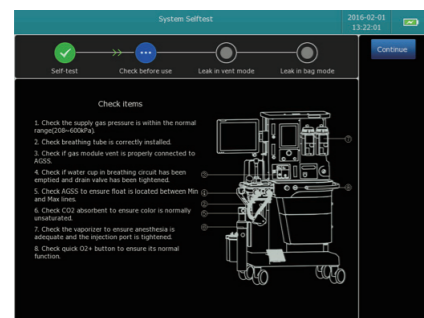 System Selftest
2016-02-01
13:22:01
Continue
Self-test
Check before use
Leak in vent mode
Leak in bag mode
Check items
1. Check the supply gas pressure is within the normal
range(208~600kPa).
2. Check breathing tube is correctly installed.
3. Check if gas module vent is properly connected to
AGSS.
4. Check if water cup in breathing circuit has been
emptied and drain valve has been tightened.
5. Check AGSS to ensure float is located between Min
and Max lines.
6. Check CO2 absorbent to ensure color is normally
unsaturated.
7. Check the vaporizer to ensure anesthesia is
adequate and the injection port is tightened.
8. Check quick O2+ button to ensure its normal
function.